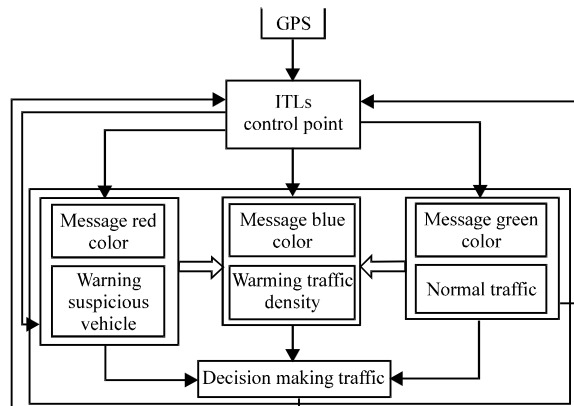 GPS
ITLs
control point
Message red
color
Warning
suspicious
vehicle
Message blue
color
Warming traffic
density
Message green
color
Normal traffic
Decision making traffic